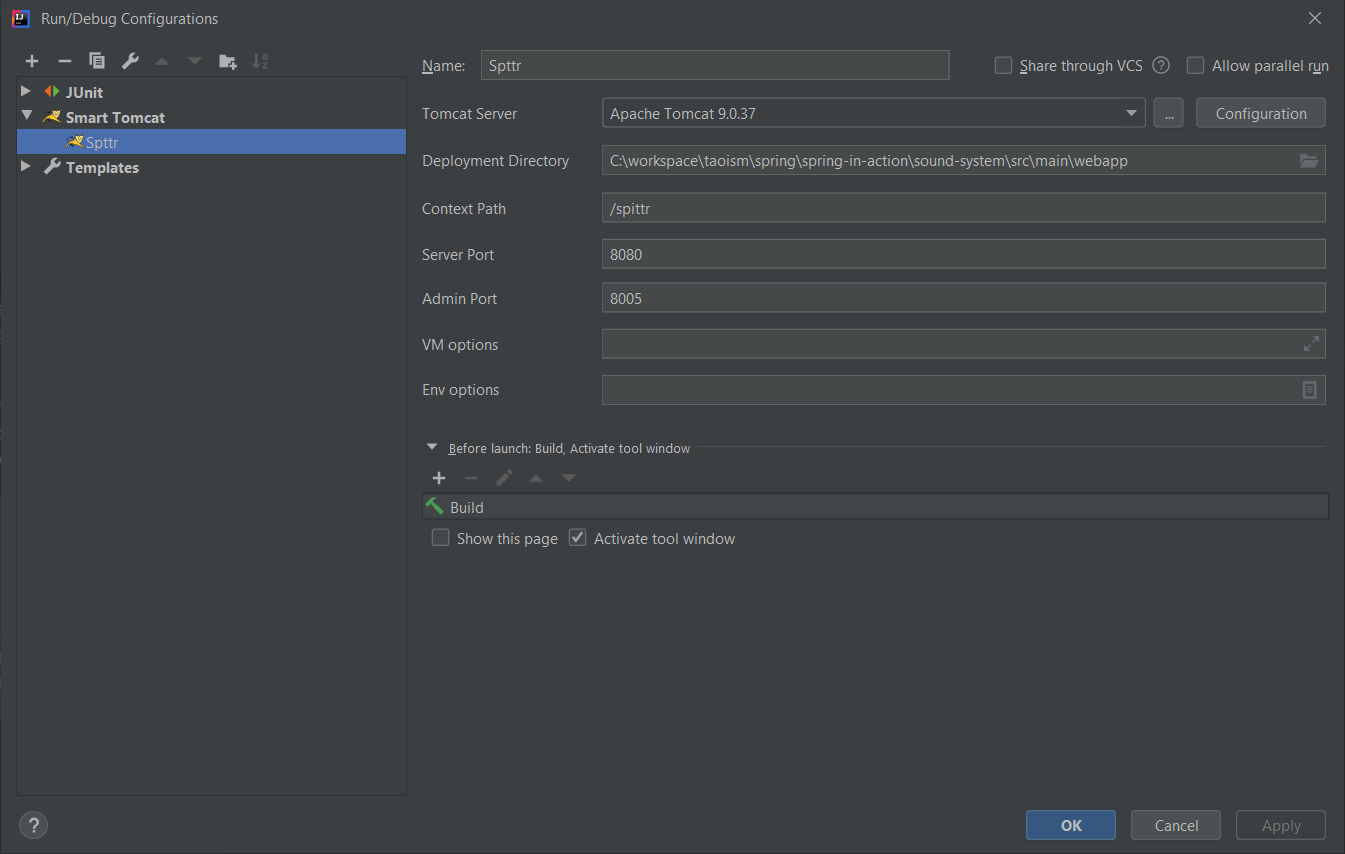 Run/Debug Configurations
JUnit
Smart Tomcat
Spttr
Templates
Name: Spttr Share through VCS ? Allow parallel run
Tomcat Server Apache Tomcat 9.0.37 ... Configuration
Deployment Directory C:\workspace\taoism\spring\spring-in-action\sound-system\src\main\webapp
Context Path /spittr
Server Port 8080
Admin Port 8005
VM options
Env options
Before launch: Build, Activate tool window
Build
Show this page Activate tool window
? OK Cancel Apply